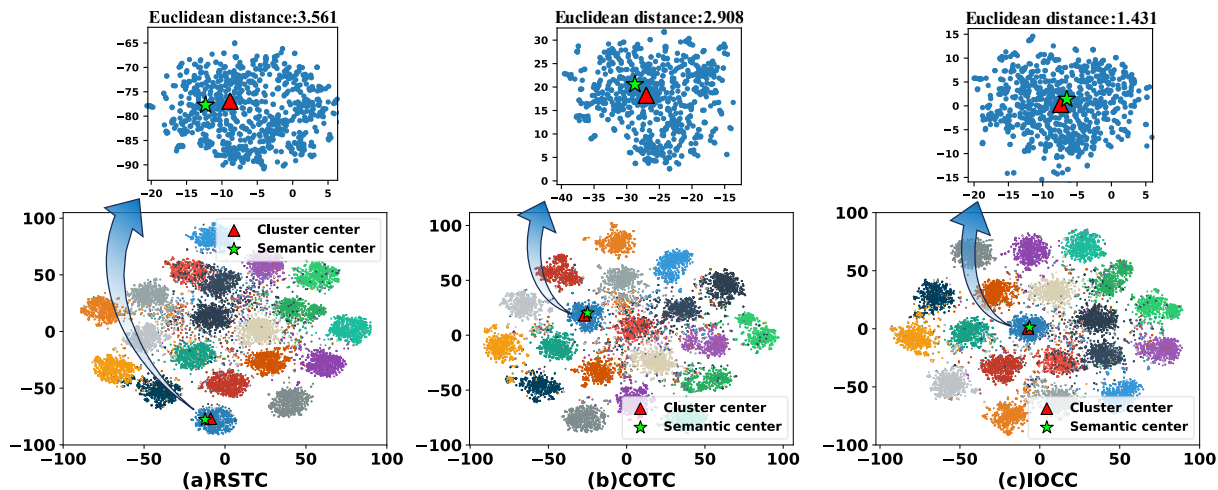 Euclidean distance:3.561
−65
−70
−75
−80
−85
−90
−20 −15 −10 −5 0 5
Euclidean distance:2.908
30
25
20
15
10
5
0
−40 −35 −30 −25 −20 −15
Euclidean distance:1.431
15
10
5
0
−5
−10
−15
−20 −15 −10 −5 0 5
100
50
0
−50
−100
−100 −50 0 50 100
Cluster center
Semantic center
(a)RSTC
100
50
0
−50
−100
−100 −50 0 50 100
Cluster center
Semantic center
(b)COTC
100
50
0
−50
−100
−100 −50 0 50 100
Cluster center
Semantic center
(c)IOCC